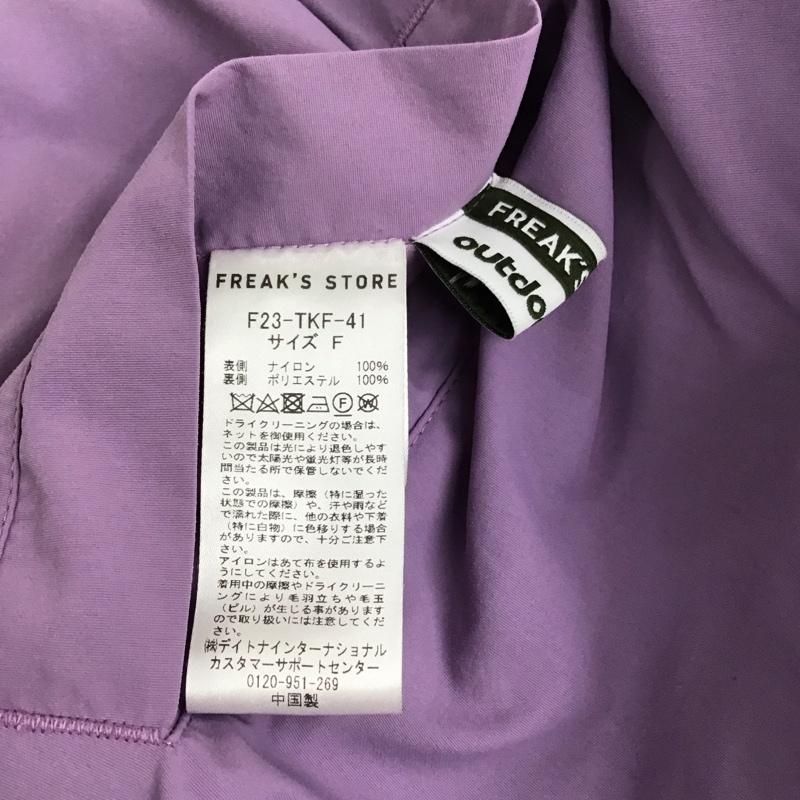 FREAK'S
outdo
FREAK'S STORE
F23-TKF-41
サイズ F
表側 ナイロン 100%
裏側 ポリエステル 100%
ドライクリーニングの場合は、
ネットを御使用ください。
この製品は光により退色しやす
いので太陽光や蛍光灯等が長時
間当たる所で保管しないでくだ
さい。
この製品は、摩擦(特に湿った
状態での摩擦)や、汗や雨など
で濡れた際に、他の衣料や下着
(特に白物)に色移りする場合
がありますので、十分ご注意下
さい。
アイロンはあて布を使用するよ
うにしてください。
着用中の摩擦やドライクリーニ
ングにより毛羽立ちや毛玉
(ピル)が生じる事があります
ので取り扱いには注意してくだ
さい。
㈱デイトナインターナショナル
カスタマーサポートセンター
0120-951-269
中国製